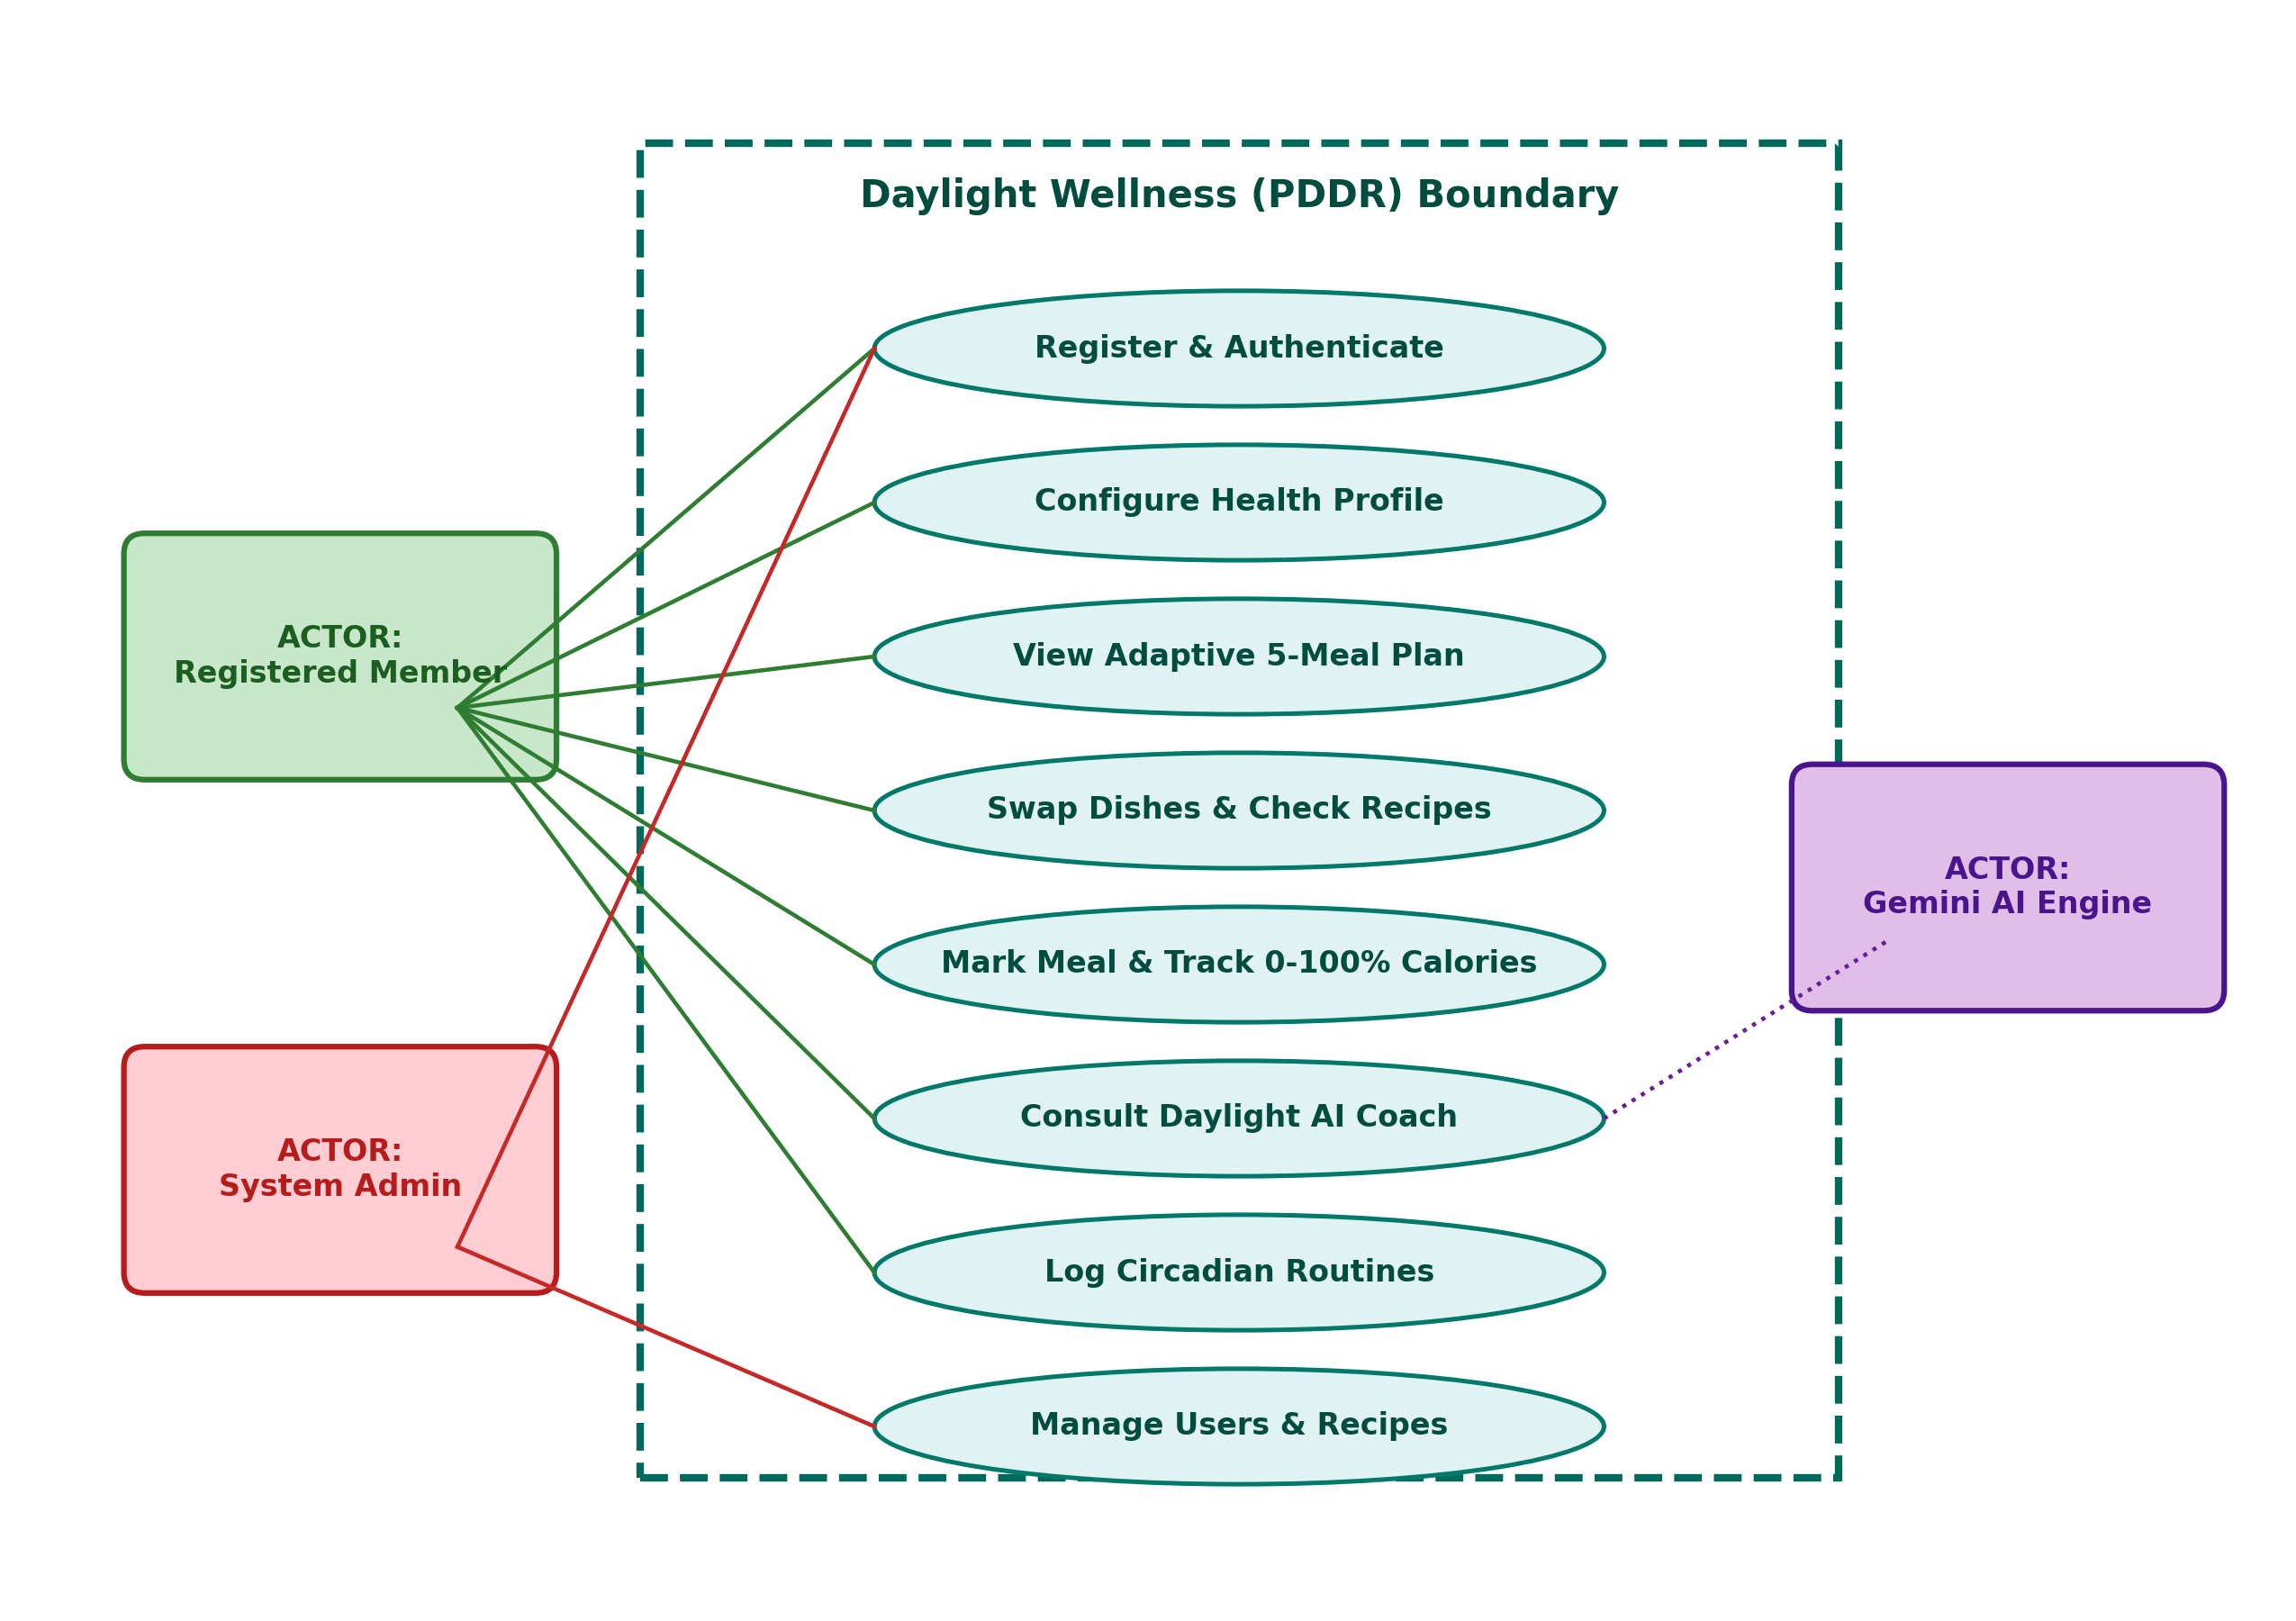 Daylight Wellness (PDDR) Boundary
Register & Authenticate
Configure Health Profile
ACTOR:
Registered Member
View Adaptive 5-Meal Plan
Swap Dishes & Check Recipes
ACTOR:
Gemini AI Engine
Mark Meal & Track 0-100% Calories
Consult Daylight AI Coach
ACTOR:
System Admin
Log Circadian Routines
Manage Users & Recipes